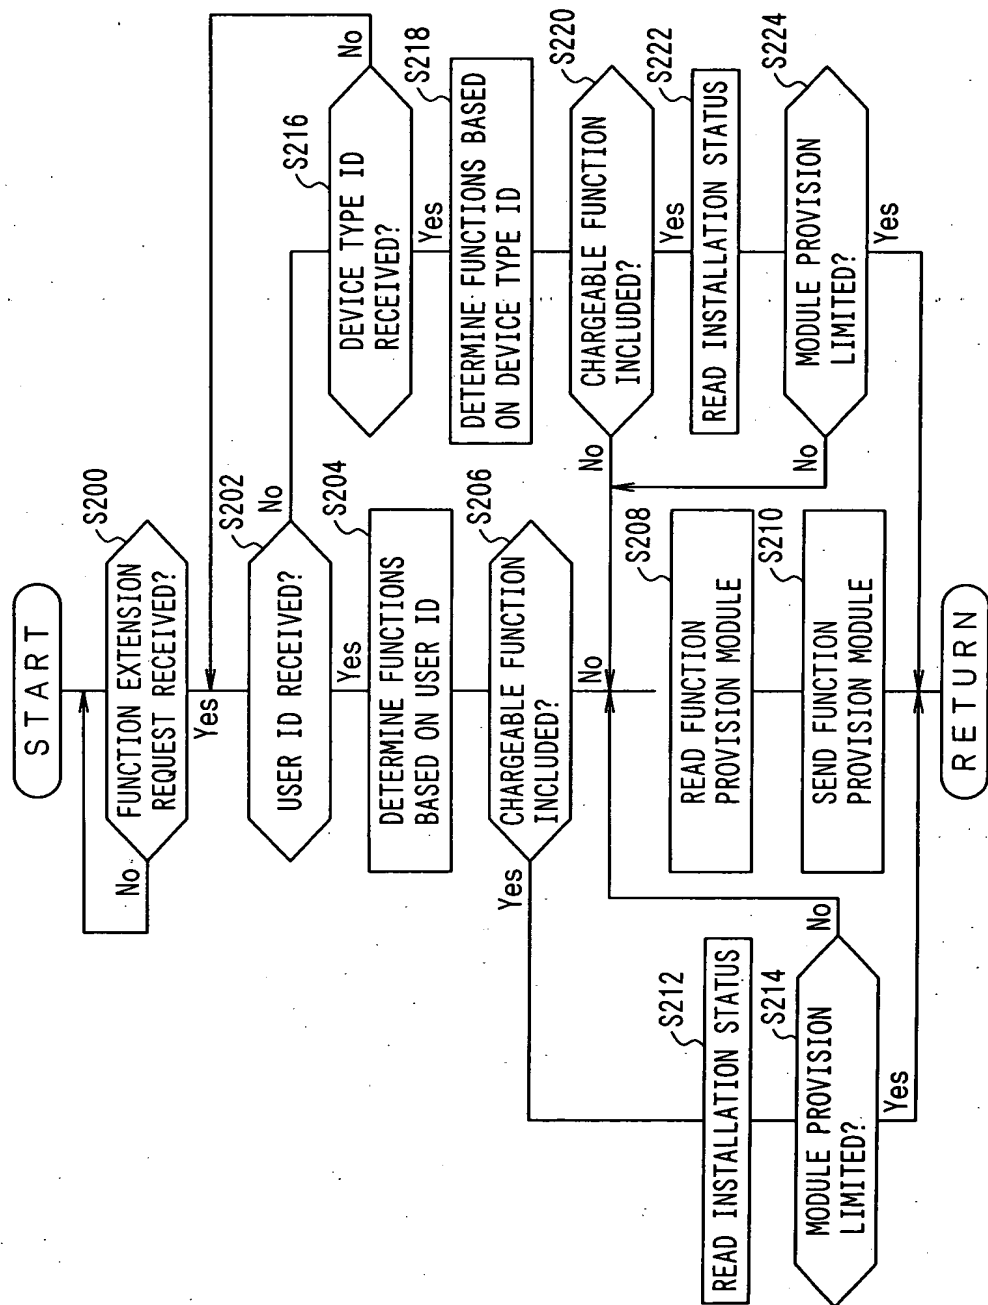 START
S200
FUNCTION EXTENSION
REQUEST RECEIVED?
No
Yes
S202
USER ID RECEIVED?
No
Yes
S204
DETERMINE FUNCTIONS
BASED ON USER ID
S206
CHARGEABLE FUNCTION
INCLUDED?
Yes
No
S208
READ FUNCTION
PROVISION MODULE
S210
SEND FUNCTION
PROVISION MODULE
RETURN
S212
READ INSTALLATION STATUS
S214
MODULE PROVISION
LIMITED?
No
Yes
S216
DEVICE TYPE ID
RECEIVED?
No
Yes
S218
DETERMINE FUNCTIONS BASED
ON DEVICE TYPE ID
S220
CHARGEABLE FUNCTION
INCLUDED?
No
Yes
S222
READ INSTALLATION STATUS
S224
MODULE PROVISION
LIMITED?
No
Yes